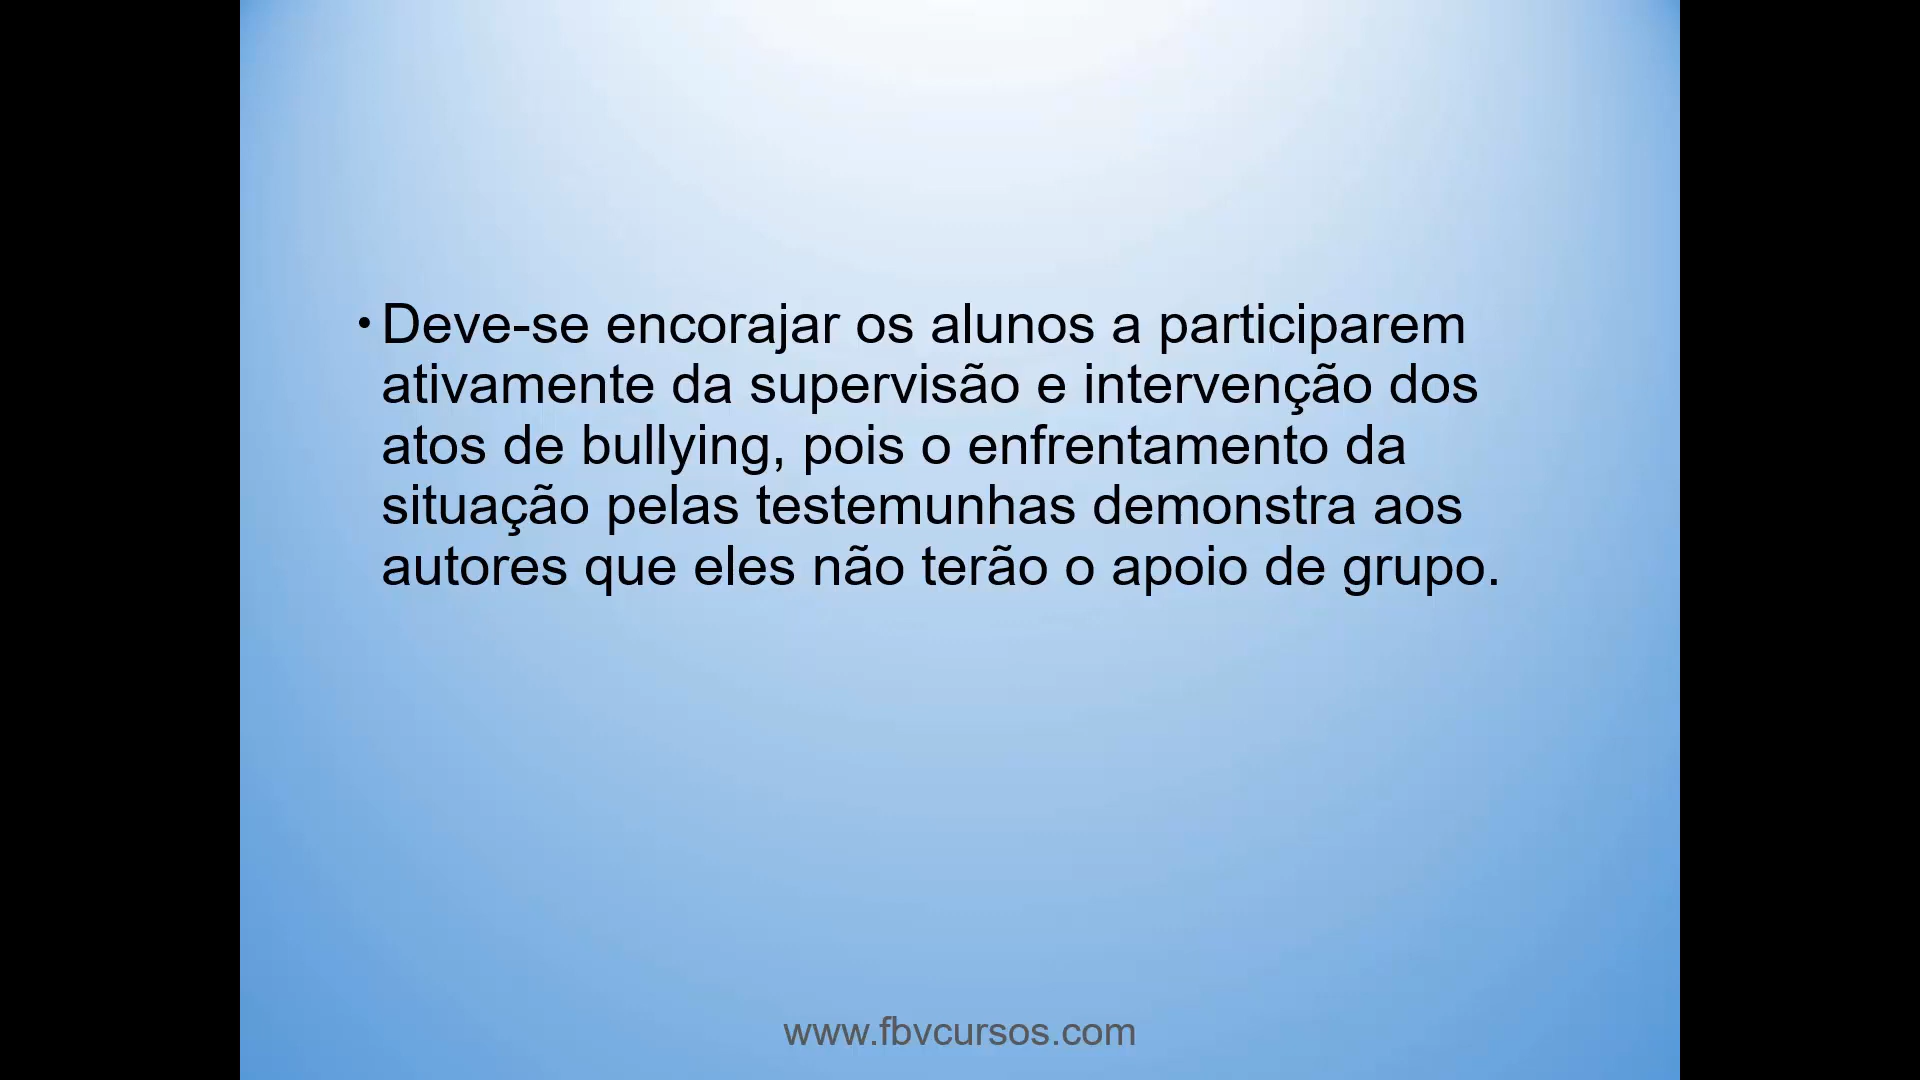 • Deve-se encorajar os alunos a participarem
ativamente da supervisão e intervenção dos
atos de bullying, pois o enfrentamento da
situação pelas testemunhas demonstra aos
autores que eles não terão o apoio de grupo.
www.fbvcursos.com